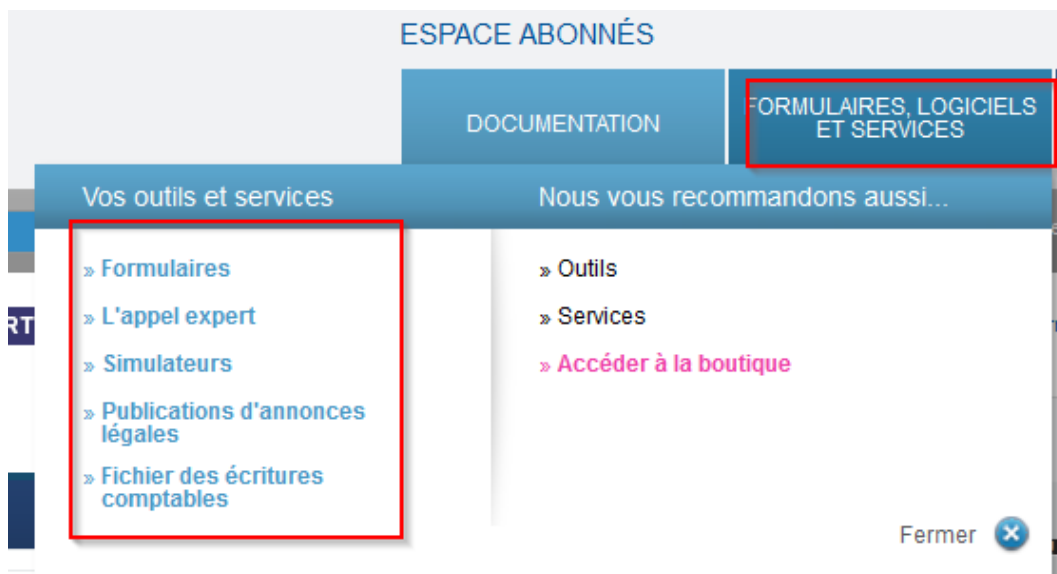 ESPACE ABONNÉS
DOCUMENTATION
FORMULAIRES, LOGICIELS
ET SERVICES
Vos outils et services
Nous vous recommandons aussi...
» Formulaires
» L'appel expert
» Simulateurs
» Publications d'annonces
légales
» Fichier des écritures
comptables
» Outils
» Services
» Accéder à la boutique
RT
Fermer